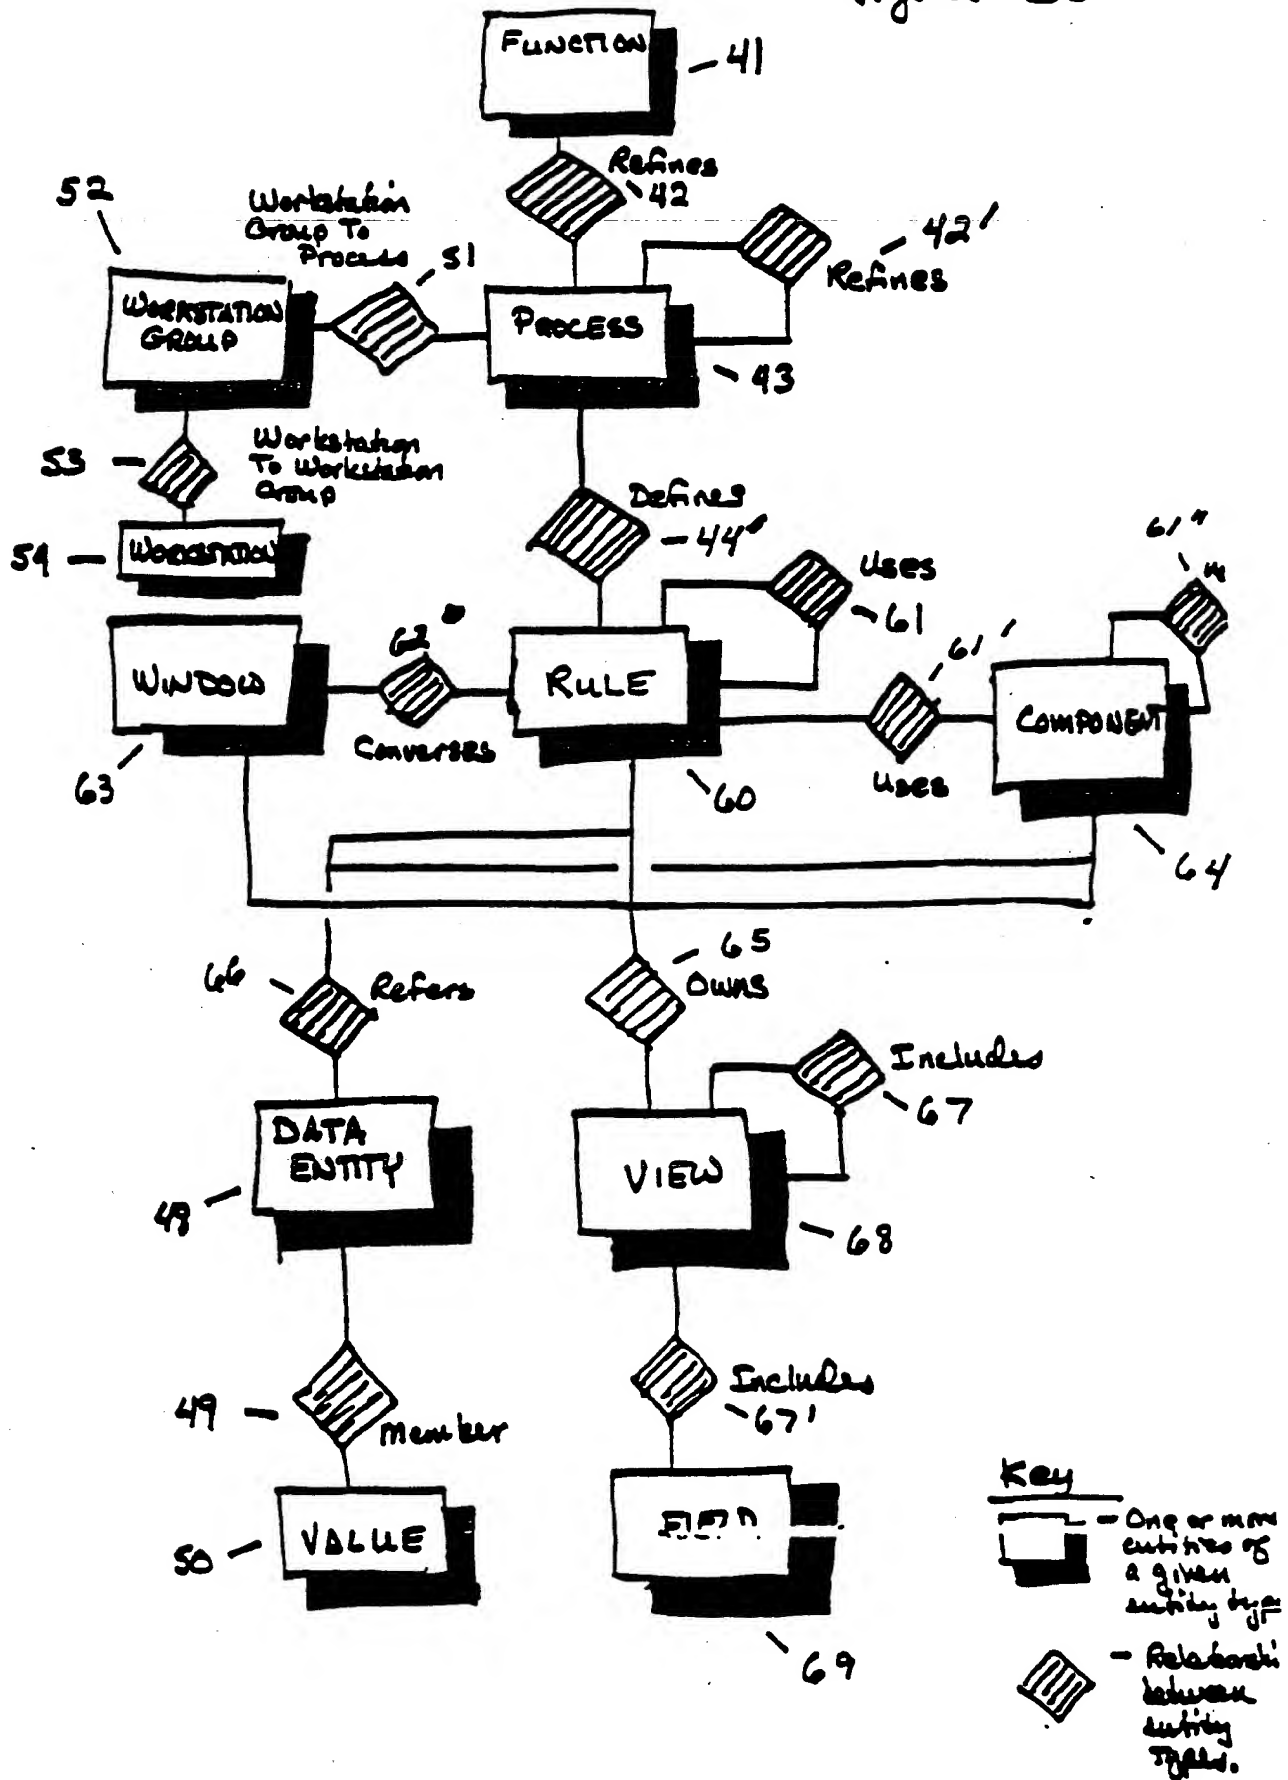 FUNCTION
41
Refines
42
52
Workstation
Group To
Process
51
42'
Refines
WORKSTATION
GROUP
PROCESS
43
53
Workstation
To Workstation
Group
Defines
44'
54
WORKSTATION
Uses
61
61"
62
61'
WINDOW
RULE
COMPONENT
Converses
Uses
63
60
64
65
Owns
66
Refers
Includes
67
DATA
ENTITY
VIEW
48
68
Includes
67'
49
Member
Key
VALUE
FIELD
50
69
One or more
entities of
a given
entity
between
entity
Types.